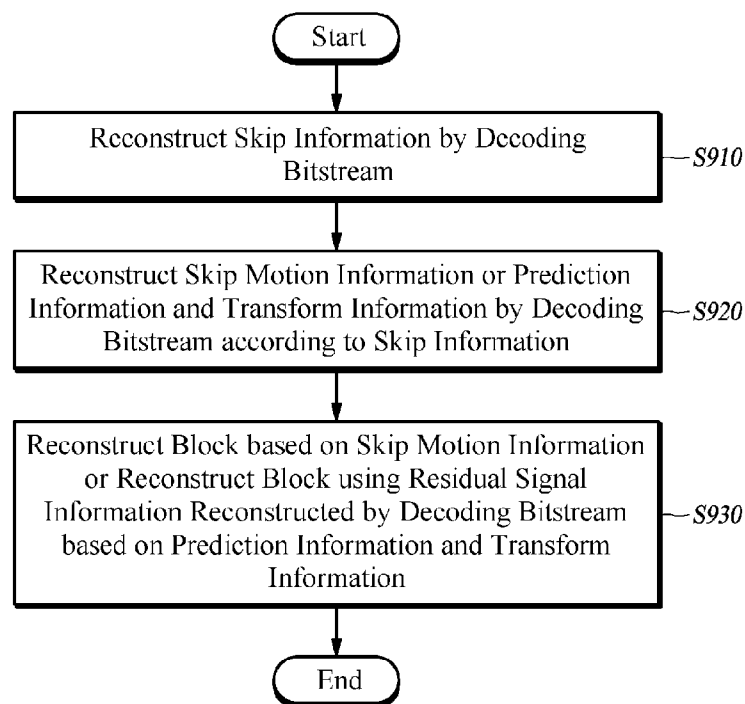 Start
Reconstruct Skip Information by Decoding
Bitstream
S910
Reconstruct Skip Motion Information or Prediction
Information and Transform Information by Decoding
Bitstream according to Skip Information
S920
Reconstruct Block based on Skip Motion Information
or Reconstruct Block using Residual Signal
Information Reconstructed by Decoding Bitstream
based on Prediction Information and Transform
Information
S930
End